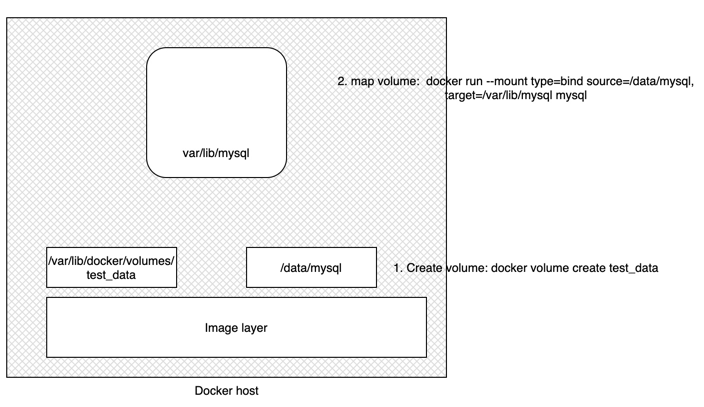 2. map volume: docker run --mount type=bind source=/data/mysql,
target=/var/lib/mysql mysql
var/lib/mysql
/var/lib/docker/volumes/
test_data
/data/mysql
1. Create volume: docker volume create test_data
Image layer
Docker host